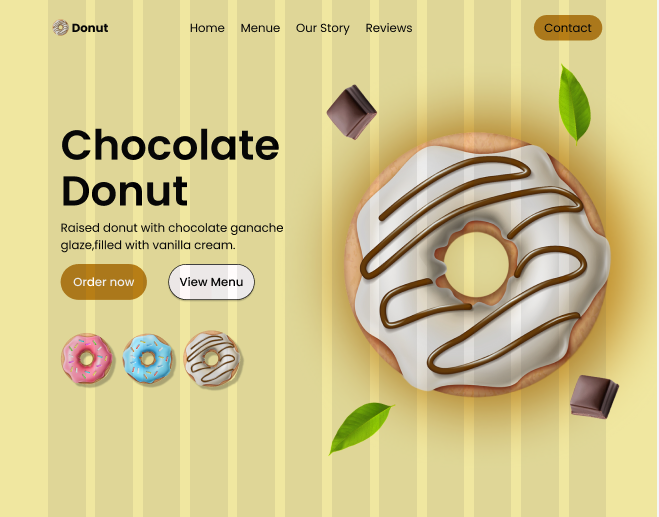 Donut
Home Menue Our Story Reviews
Contact
Chocolate
Donut
Raised donut with chocolate ganache
glaze,filled with vanilla cream.
Order now
View Menu